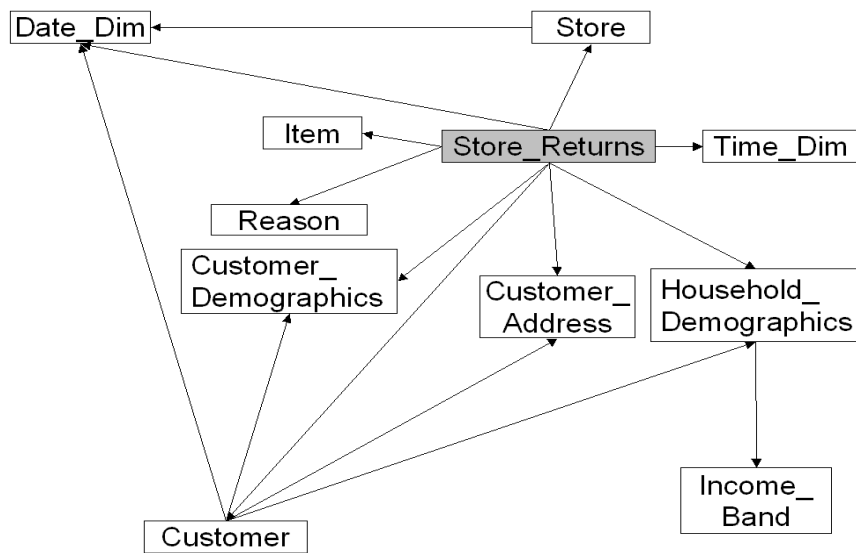 Date_Dim
Store
Item
Store_Returns
Time_Dim
Reason
Customer_
Demographics
Customer_
Address
Household_
Demographics
Income_
Band
Customer